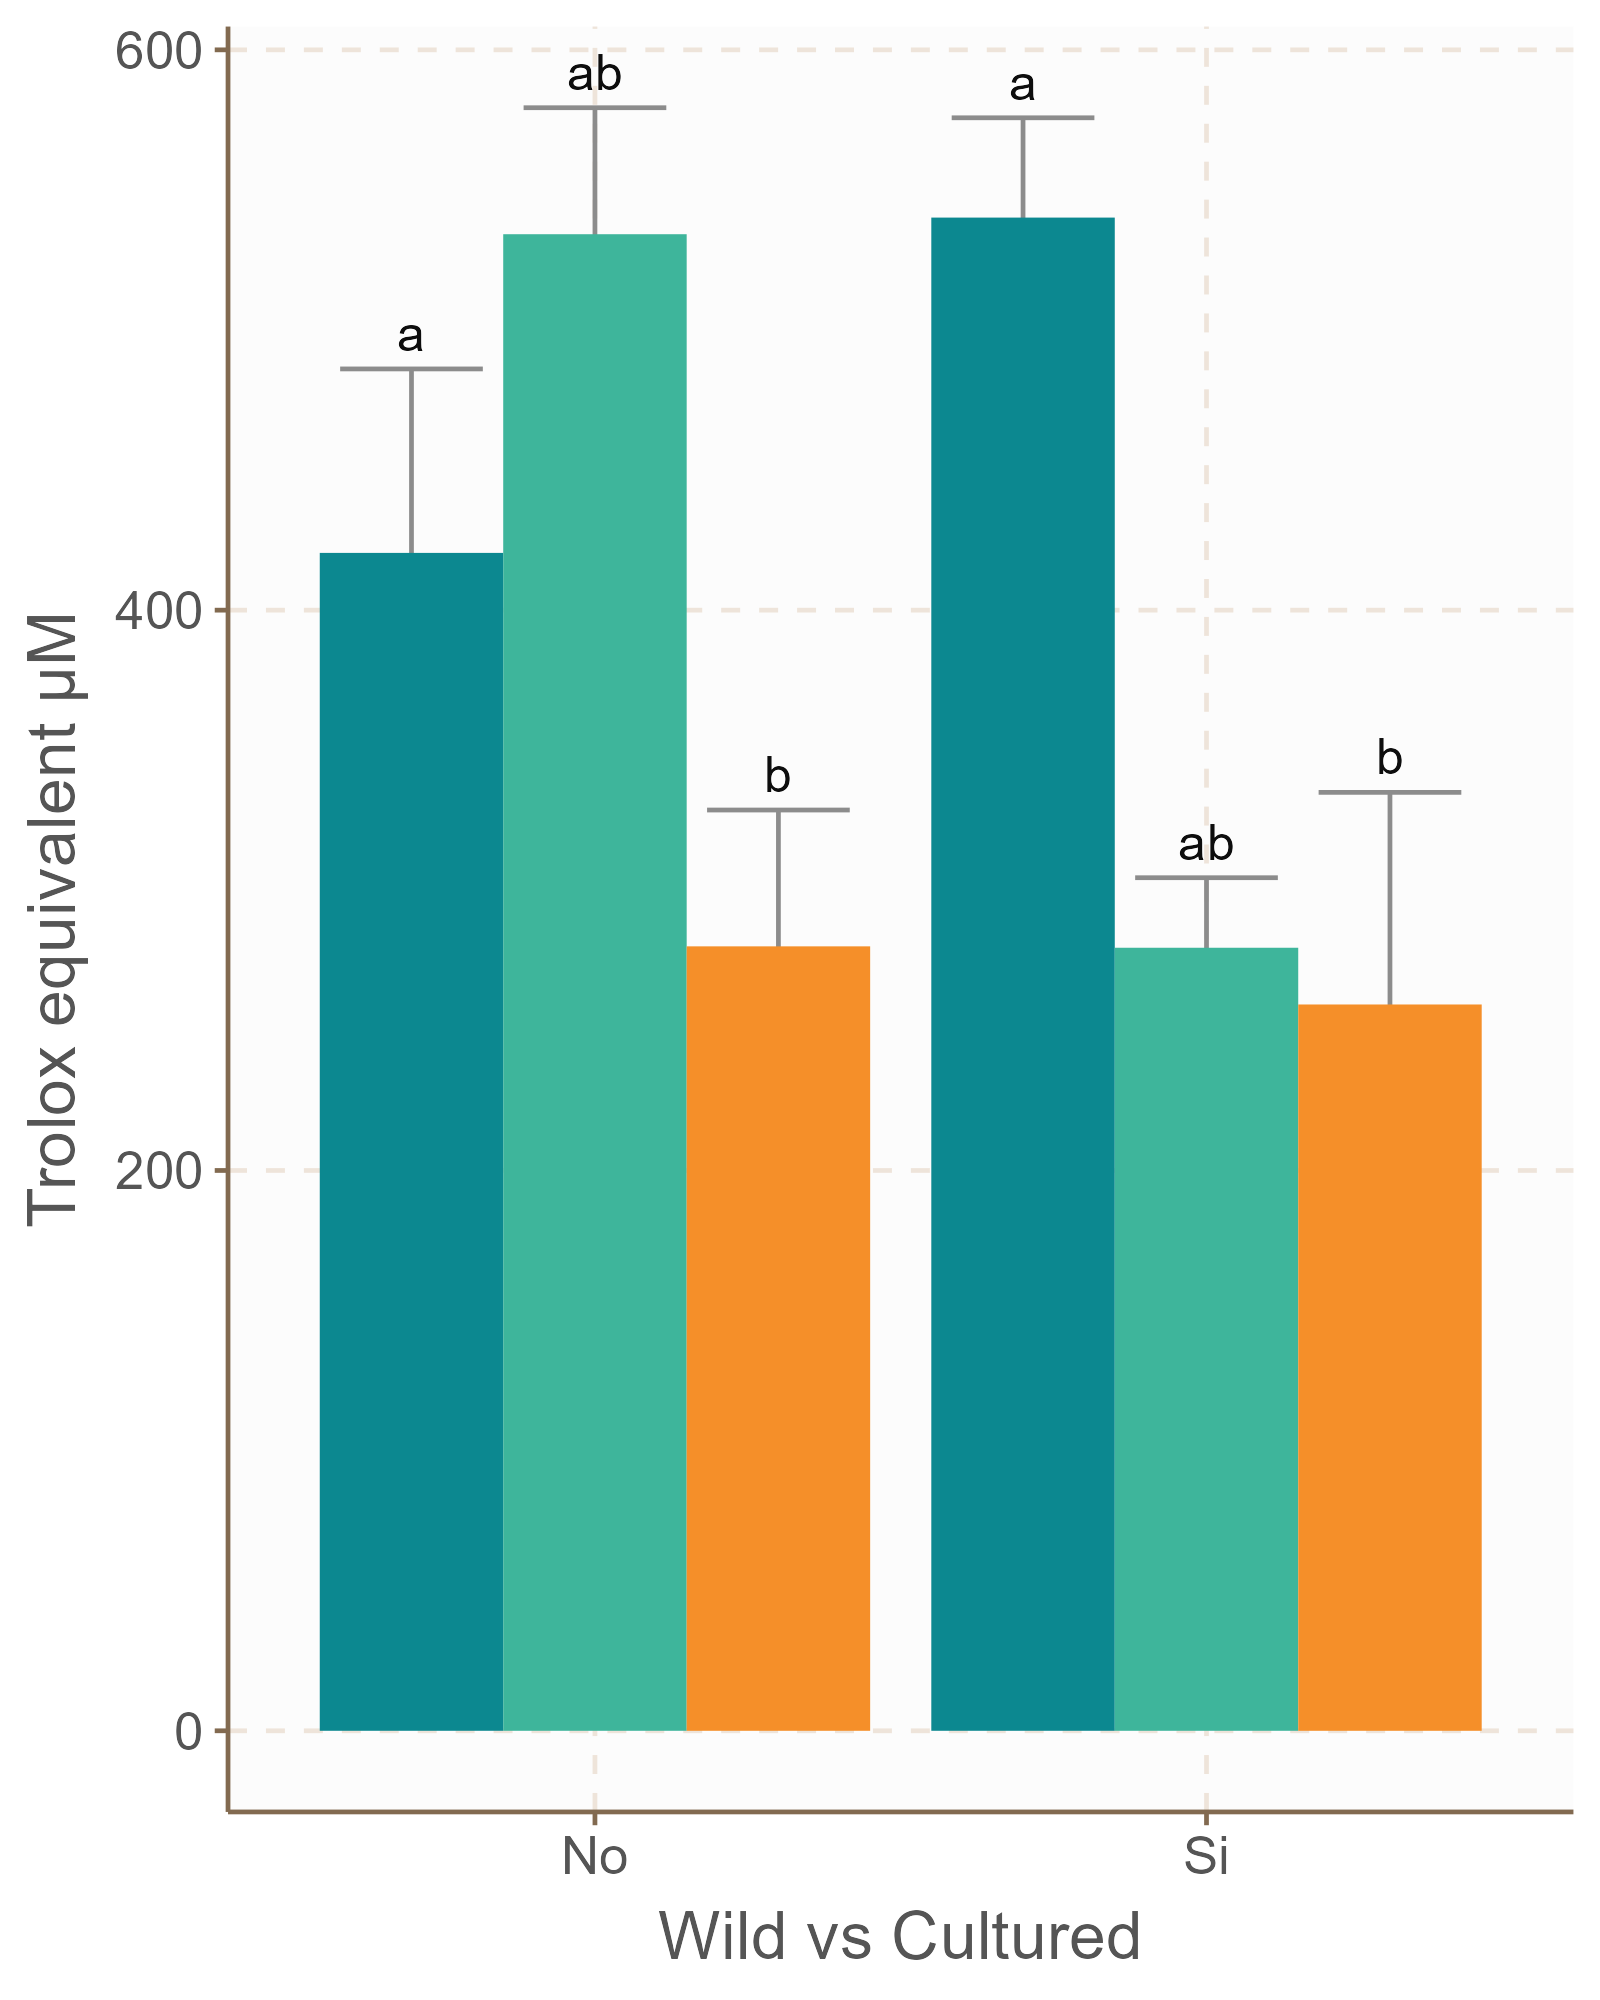 Trolox equivalent µM
600
400
200
0
ab
a
a
b
ab
b
No
Si
Wild vs Cultured